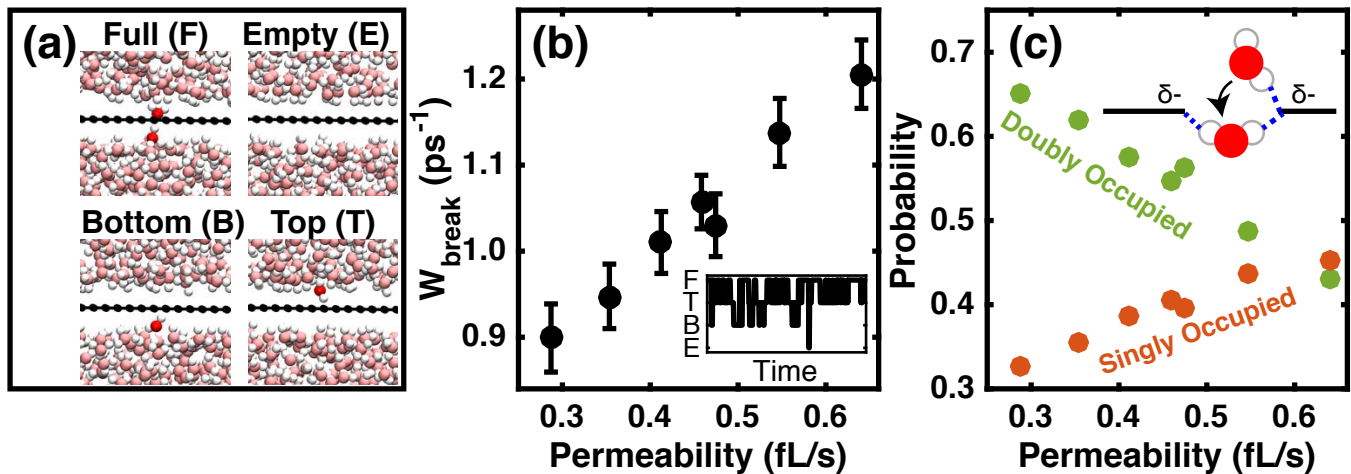 (a)
Full (F)
Empty (E)
Bottom (B)
Top (T)
(b)
W_break (ps⁻¹)
1.2
1.1
1.0
0.9
F
T
B
E
Time
0.3 0.4 0.5 0.6
Permeability (fL/s)
(c)
Probability
0.7
0.6
0.5
0.4
0.3
δ- δ-
Doubly Occupied
Singly Occupied
0.3 0.4 0.5 0.6
Permeability (fL/s)